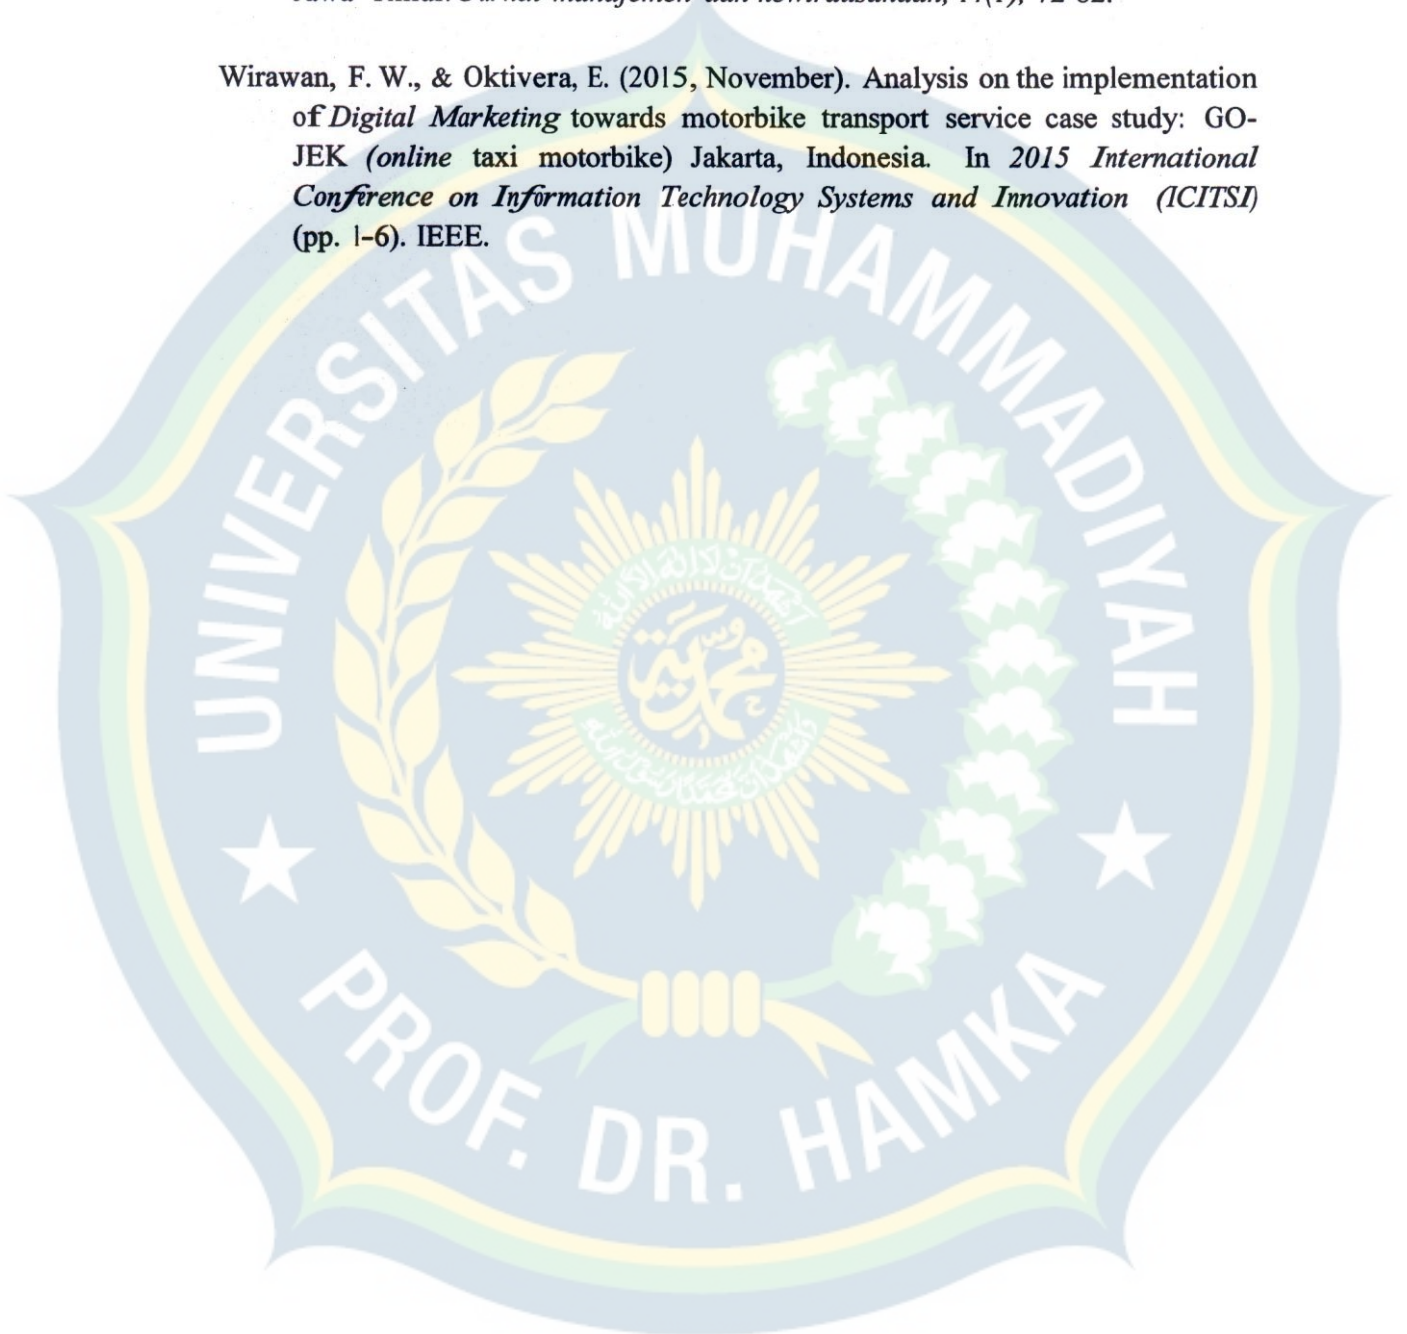 Wirawan, F. W., & Oktivera, E. (2015, November). Analysis on the implementation
of Digital Marketing towards motorbike transport service case study: GO-
JEK (online taxi motorbike) Jakarta, Indonesia. In 2015 International
Conference on Information Technology Systems and Innovation (ICITSI)
(pp. 1-6). IEEE.
UNIVERSITAS MUHAMMADIYAH
محمدية
PROF. DR. HAMKA